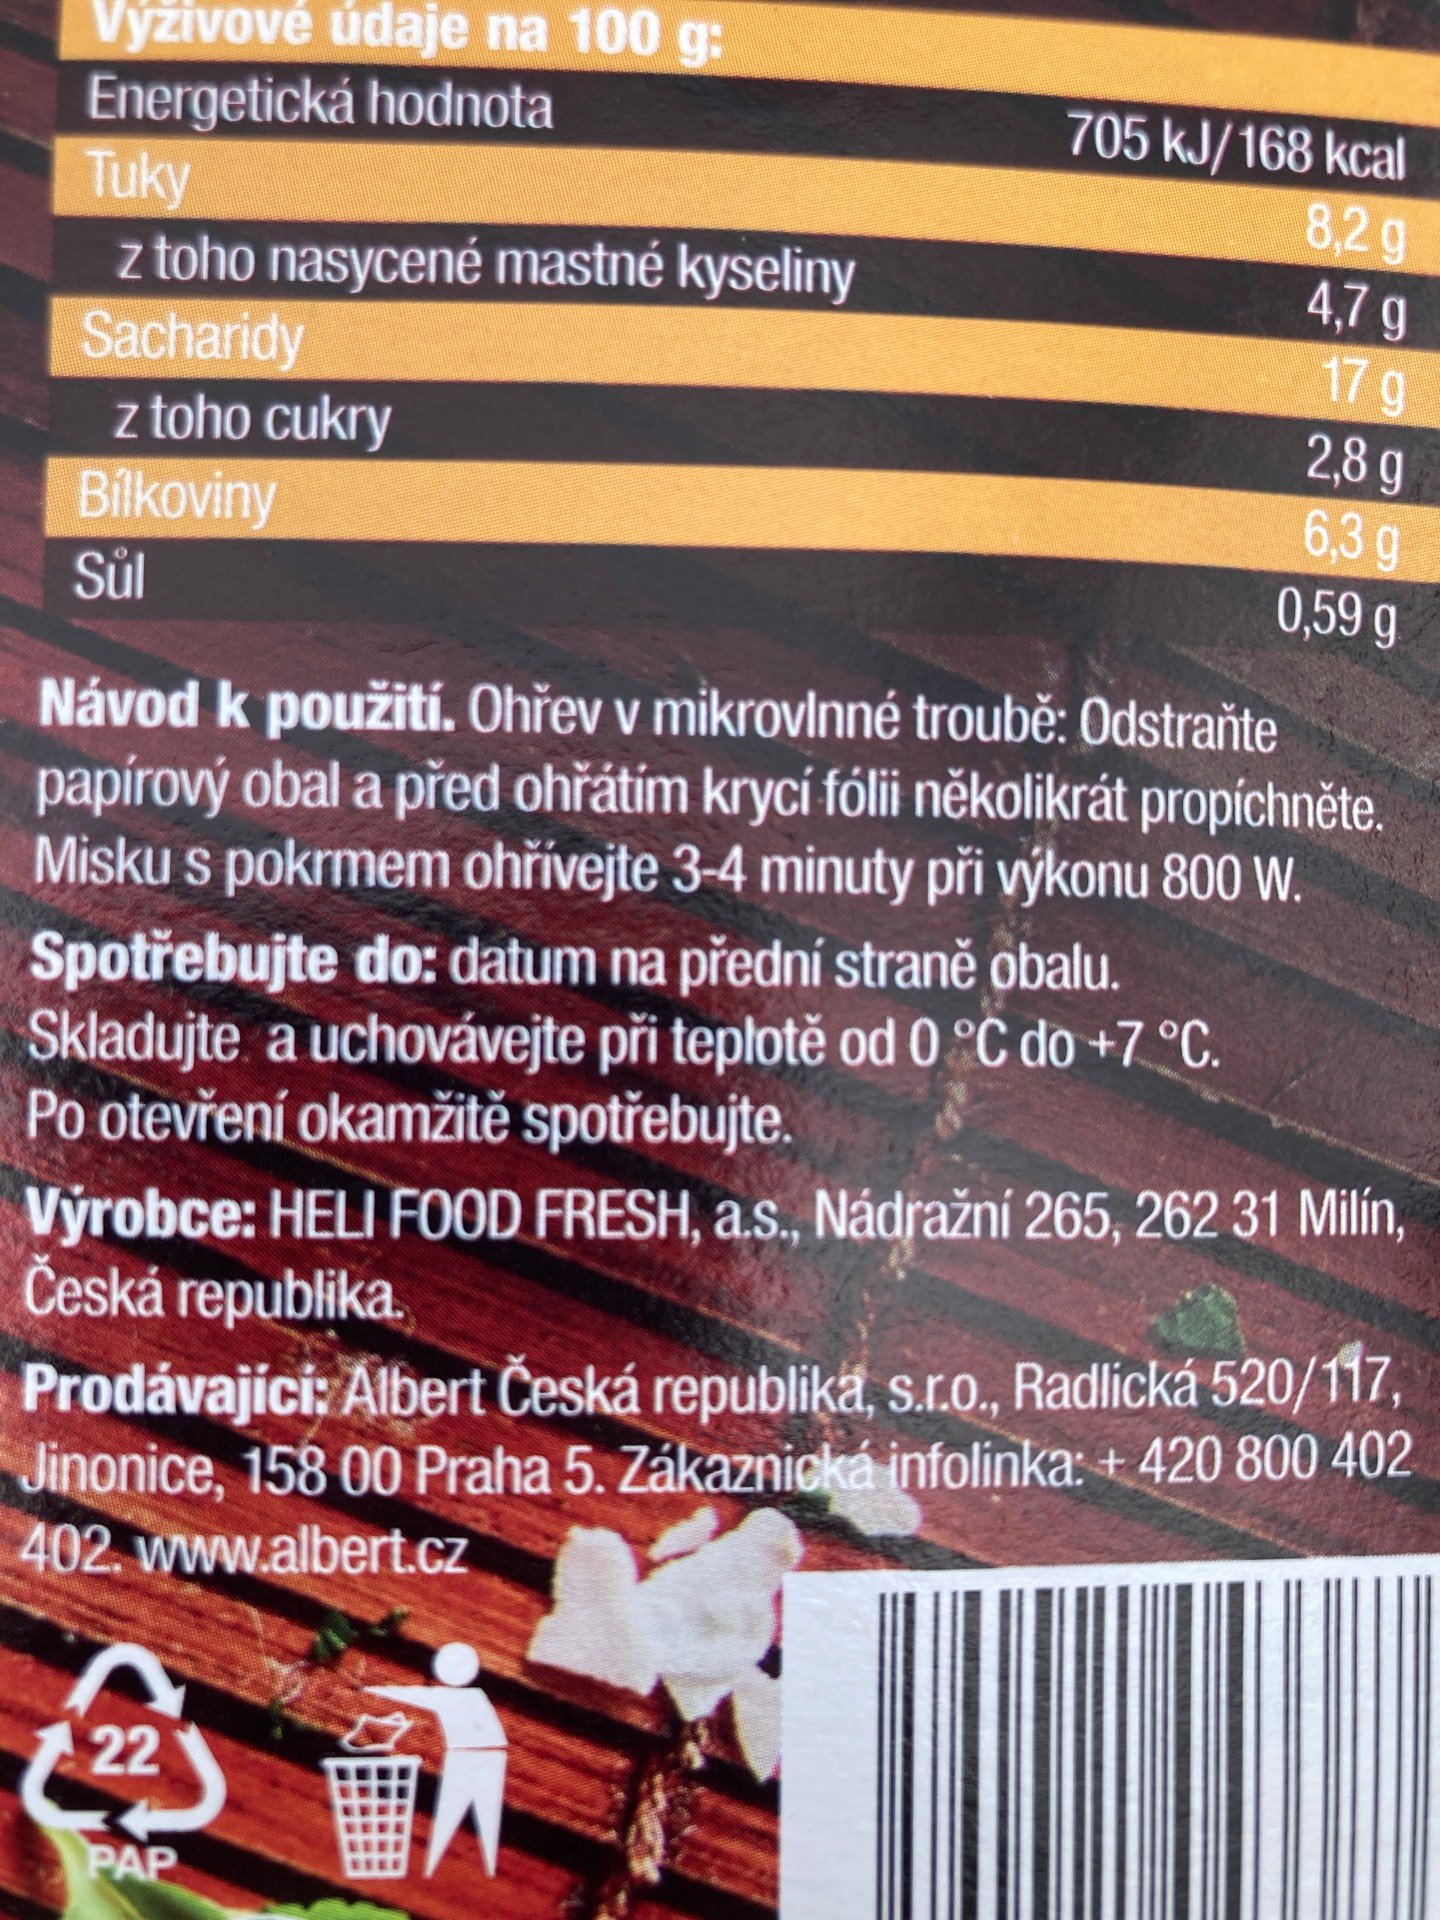 Výživové údaje na 100 g:
Energetická hodnota 705 kJ/168 kcal
Tuky 8,2 g
z toho nasycené mastné kyseliny 4,7 g
Sacharidy 17 g
z toho cukry 2,8 g
Bílkoviny 6,3 g
Sůl 0,59 g
Návod k použití. Ohřev v mikrovlnné troubě: Odstraňte
papírový obal a před ohřátím krycí fólii několikrát propíchněte.
Misku s pokrmem ohřívejte 3-4 minuty při výkonu 800 W.
Spotřebujte do: datum na přední straně obalu.
Skladujte a uchovávejte při teplotě od 0 °C do +7 °C.
Po otevření okamžitě spotřebujte.
Výrobce: HELI FOOD FRESH, a.s., Nádražní 265, 262 31 Milín,
Česká republika.
Prodávající: Albert Česká republika, s.r.o., Radlická 520/117,
Jinonice, 158 00 Praha 5. Zákaznická infolinka: + 420 800 402
402. www.albert.cz
22
PAP